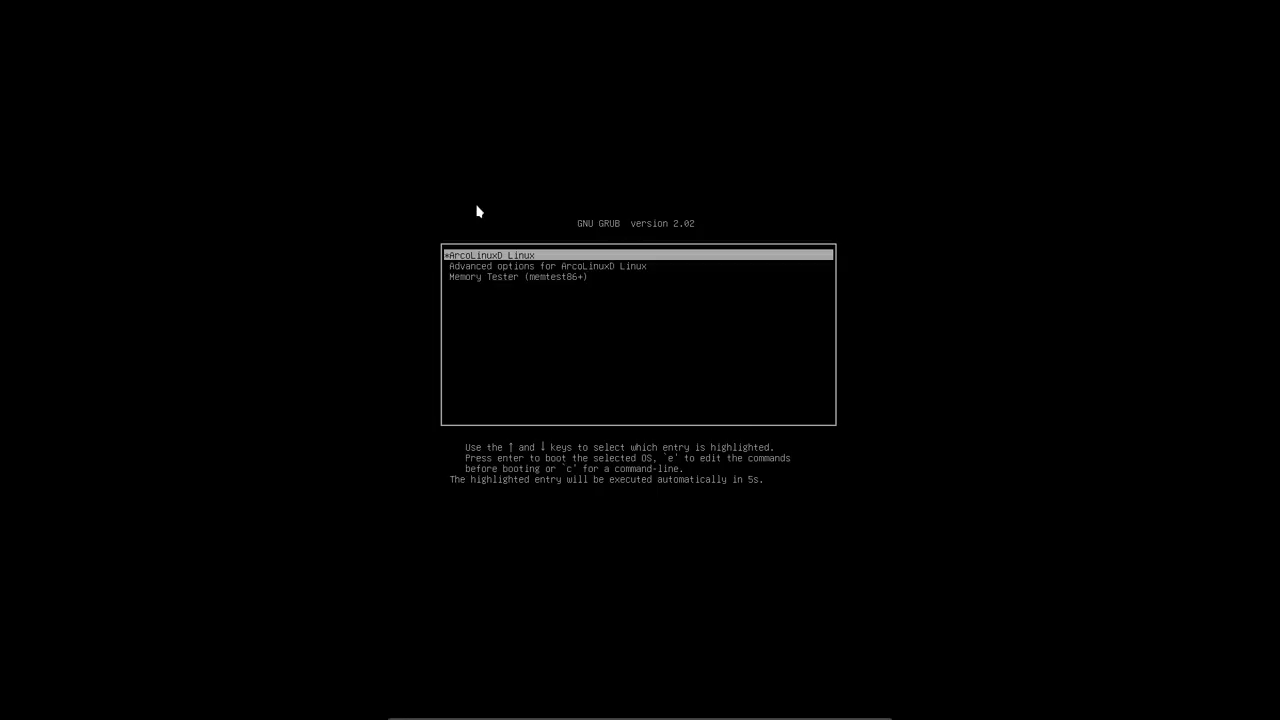 GNU GRUB  version 2.02
*ArcoLinuxD Linux
Advanced options for ArcoLinuxD Linux
Memory Tester (memtest86+)
Use the ↑ and ↓ keys to select which entry is highlighted.
Press enter to boot the selected OS, `e' to edit the commands
before booting or `c' for a command-line.
The highlighted entry will be executed automatically in 5s.